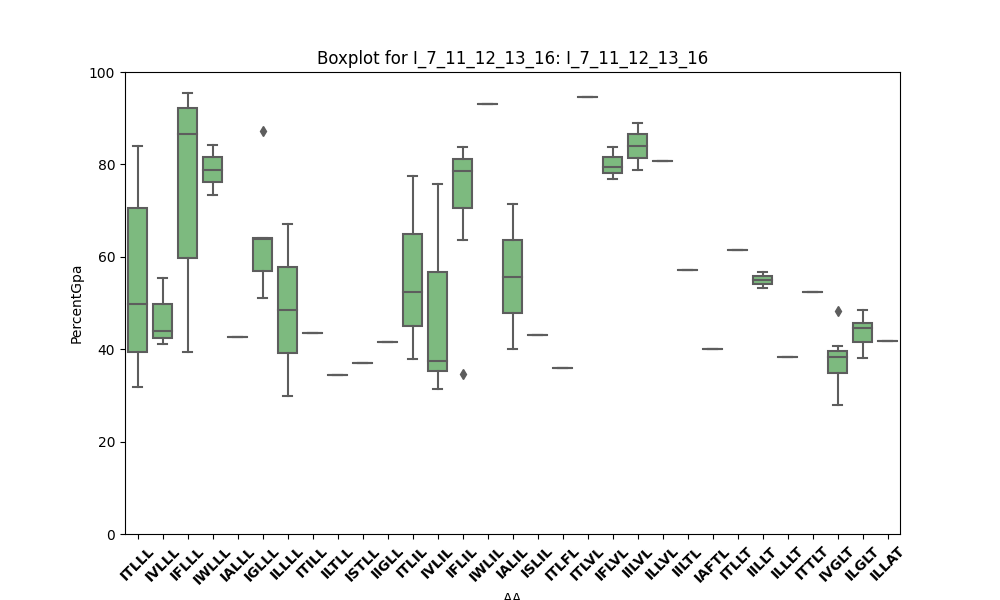 Boxplot for I_7_11_12_13_16: I_7_11_12_13_16
100
80
60
40
20
0
PercentGpa
ITLLL IVLLL IFLLL IWLLL IALLL IGLLL ILLLL ITILL ILTLL ISTLL IIGLL ITLIL IVLIL IFLIL IWLIL IALIL ISLIL ITLFL ITLVL IFLVL IILVL ILLVL IILTL IAFTL ITLLT IILLT ILLLT ITTLT IVGLT ILGLT ILLAT
AA